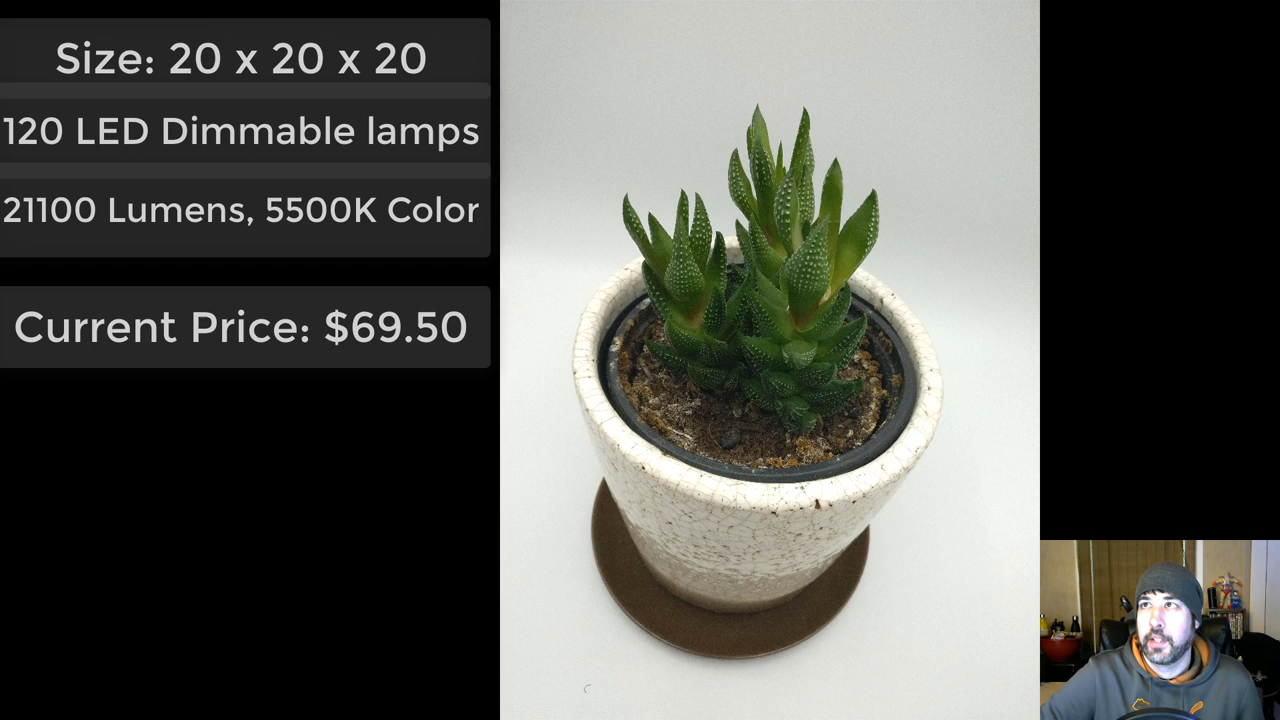 Size: 20 x 20 x 20
120 LED Dimmable lamps
21100 Lumens, 5500K Color
Current Price: $69.50